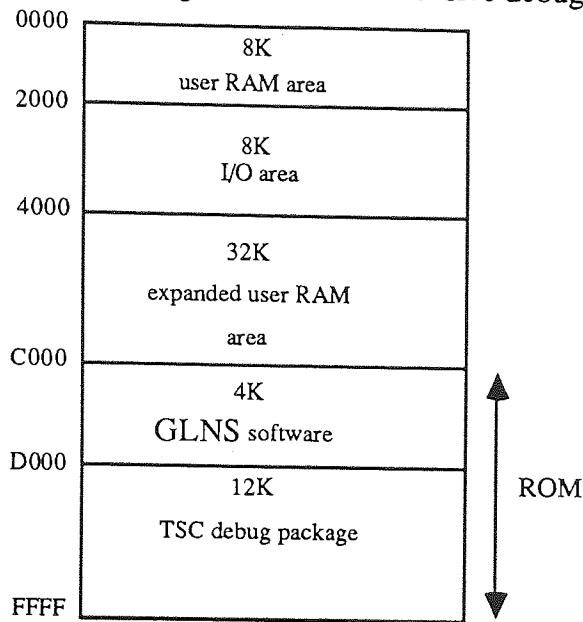 debug
0000
8K
user RAM area
2000
8K
I/O area
4000
32K
expanded user RAM
area
C000
4K
GLNS software
D000
12K
ROM
TSC debug package
FFFF